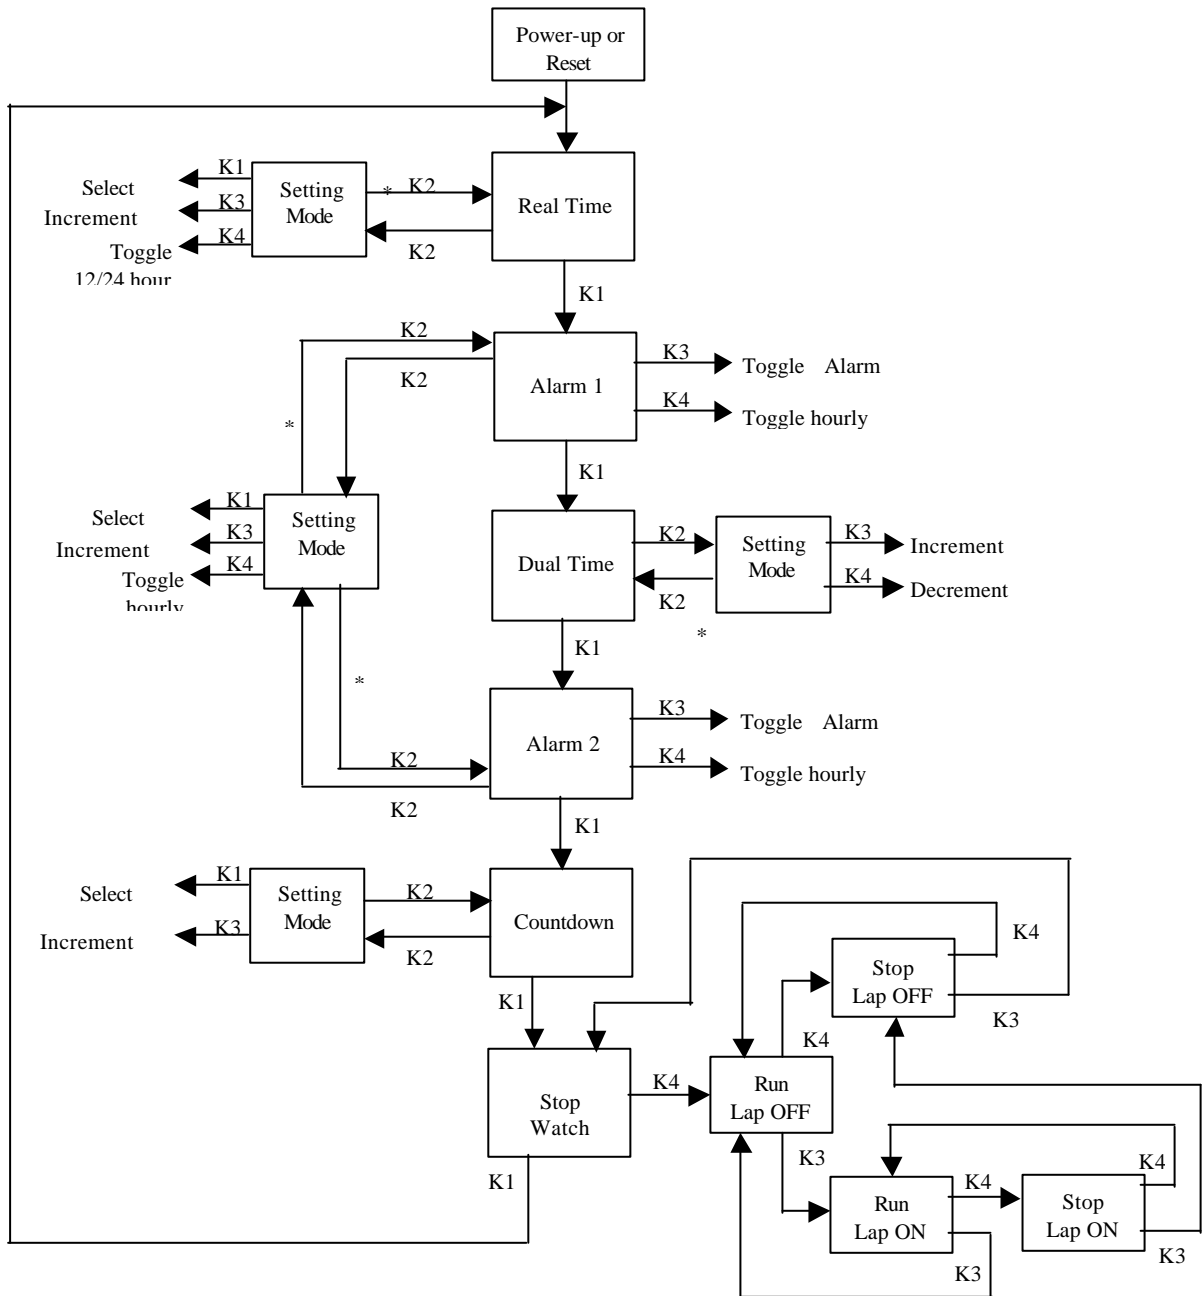 Power-up or
Reset
K1
Select
Setting
Mode
* K2
Real Time
Increment
K3
K4
Toggle
12/24 hour
K2
K1
K2
K2
Alarm 1
K3
Toggle Alarm
K4
Toggle hourly
*
K1
K1
Select
Setting
Mode
K3
Increment
K4
Toggle
hourly
Dual Time
K2
Setting
Mode
K3
Increment
K4
Decrement
K2
*
K1
*
Alarm 2
K3
Toggle Alarm
K2
K4
Toggle hourly
K2
K1
K1
Select
Setting
Mode
K2
Countdown
K3
Increment
K2
K4
Stop
Lap OFF
K3
K1
K4
Stop
Watch
K4
Run
Lap OFF
K3
K1
Run
Lap ON
K4
Stop
Lap ON
K4
K3
K3